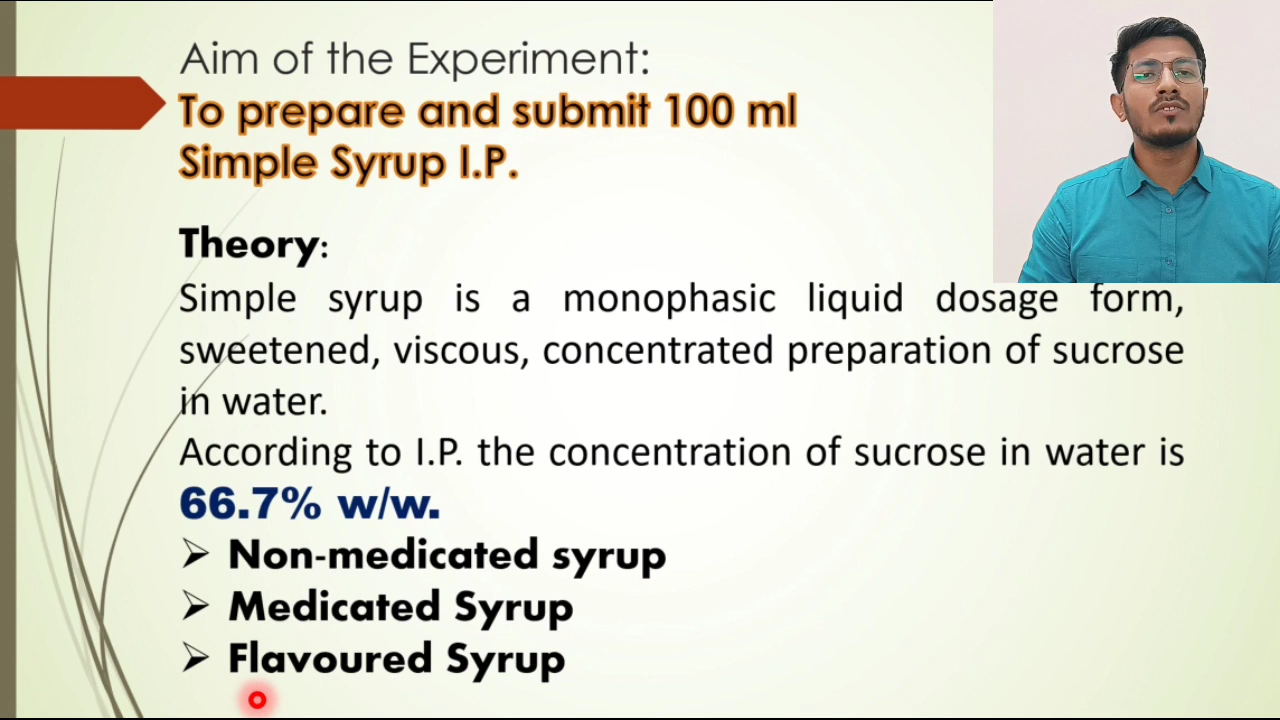 Aim of the Experiment:
To prepare and submit 100 ml
Simple Syrup I.P.
Theory:
Simple syrup is a monophasic liquid dosage form,
sweetened, viscous, concentrated preparation of sucrose
in water.
According to I.P. the concentration of sucrose in water is
66.7% w/w.
➢ Non-medicated syrup
➢ Medicated Syrup
➢ Flavoured Syrup